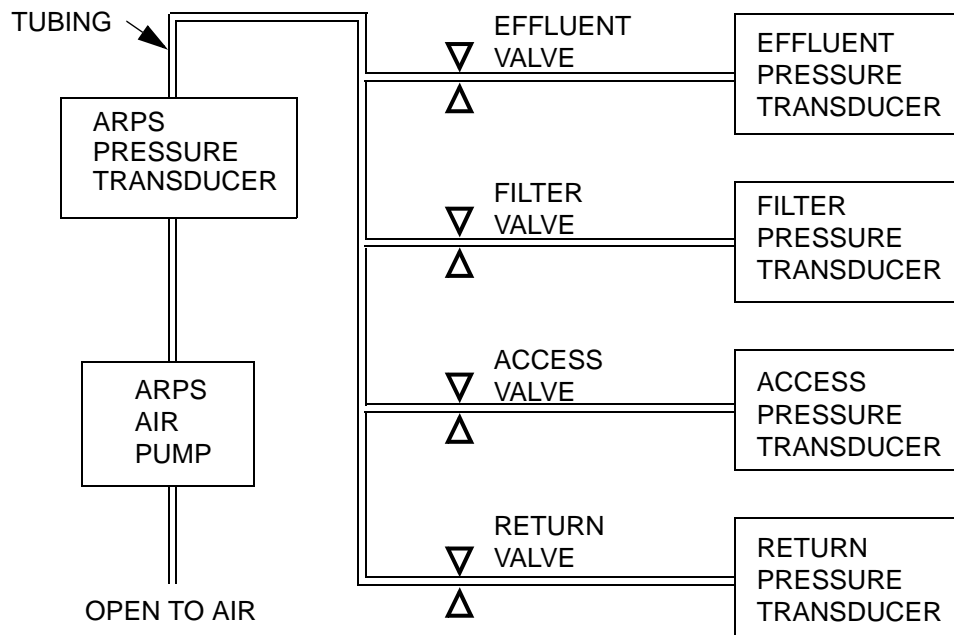 TUBING
ARPS
PRESSURE
TRANSDUCER
ARPS
AIR
PUMP
OPEN TO AIR
EFFLUENT
VALVE
EFFLUENT
PRESSURE
TRANSDUCER
FILTER
VALVE
FILTER
PRESSURE
TRANSDUCER
ACCESS
VALVE
ACCESS
PRESSURE
TRANSDUCER
RETURN
VALVE
RETURN
PRESSURE
TRANSDUCER